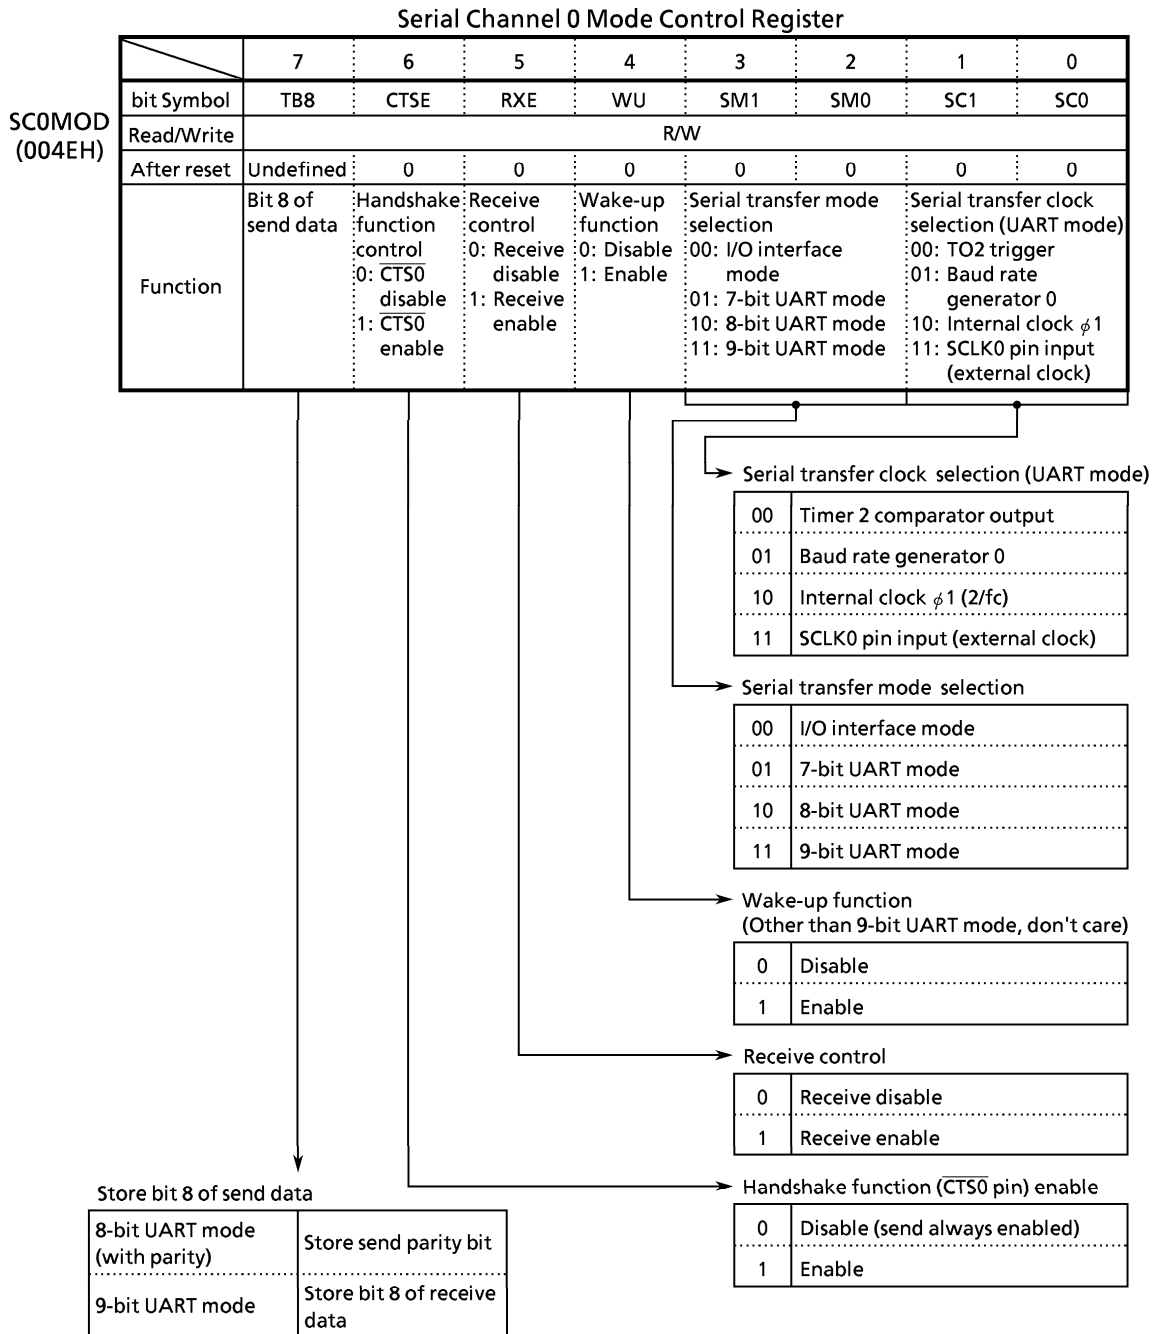 Serial Channel 0 Mode Control Register
7 6 5 4 3 2 1 0
SC0MOD
(004EH)
bit Symbol TB8 CTSE RXE WU SM1 SM0 SC1 SC0
Read/Write R/W
After reset Undefined 0 0 0 0 0 0 0
Function
Bit 8 of
send data
Handshake
function
control
0: CTS0
disable
1: CTS0
enable
Receive
control
0: Receive
disable
1: Receive
enable
Wake-up
function
0: Disable
1: Enable
Serial transfer mode
selection
00: I/O interface
mode
01: 7-bit UART mode
10: 8-bit UART mode
11: 9-bit UART mode
Serial transfer clock
selection (UART mode)
00: TO2 trigger
01: Baud rate
generator 0
10: Internal clock ϕ1
11: SCLK0 pin input
(external clock)
Serial transfer clock selection (UART mode)
00 Timer 2 comparator output
01 Baud rate generator 0
10 Internal clock ϕ1 (2/fc)
11 SCLK0 pin input (external clock)
Serial transfer mode selection
00 I/O interface mode
01 7-bit UART mode
10 8-bit UART mode
11 9-bit UART mode
Wake-up function
(Other than 9-bit UART mode, don't care)
0 Disable
1 Enable
Receive control
0 Receive disable
1 Receive enable
Handshake function (CTS0 pin) enable
0 Disable (send always enabled)
1 Enable
Store bit 8 of send data
8-bit UART mode
(with parity)
Store send parity bit
9-bit UART mode
Store bit 8 of receive
data